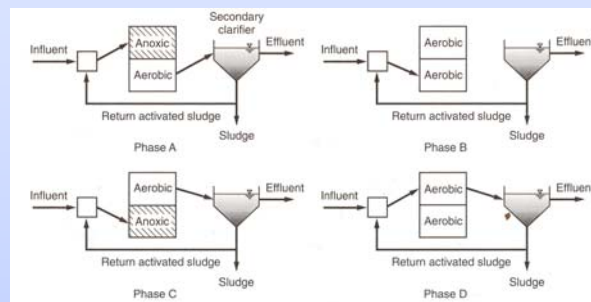 Secondary
clarifier
Influent
Anoxic
Aerobic
Effluent
Return activated sludge
Sludge
Phase A
Influent
Aerobic
Aerobic
Effluent
Return activated sludge
Sludge
Phase B
Influent
Aerobic
Anoxic
Effluent
Return activated sludge
Sludge
Phase C
Influent
Aerobic
Aerobic
Effluent
Return activated sludge
Sludge
Phase D